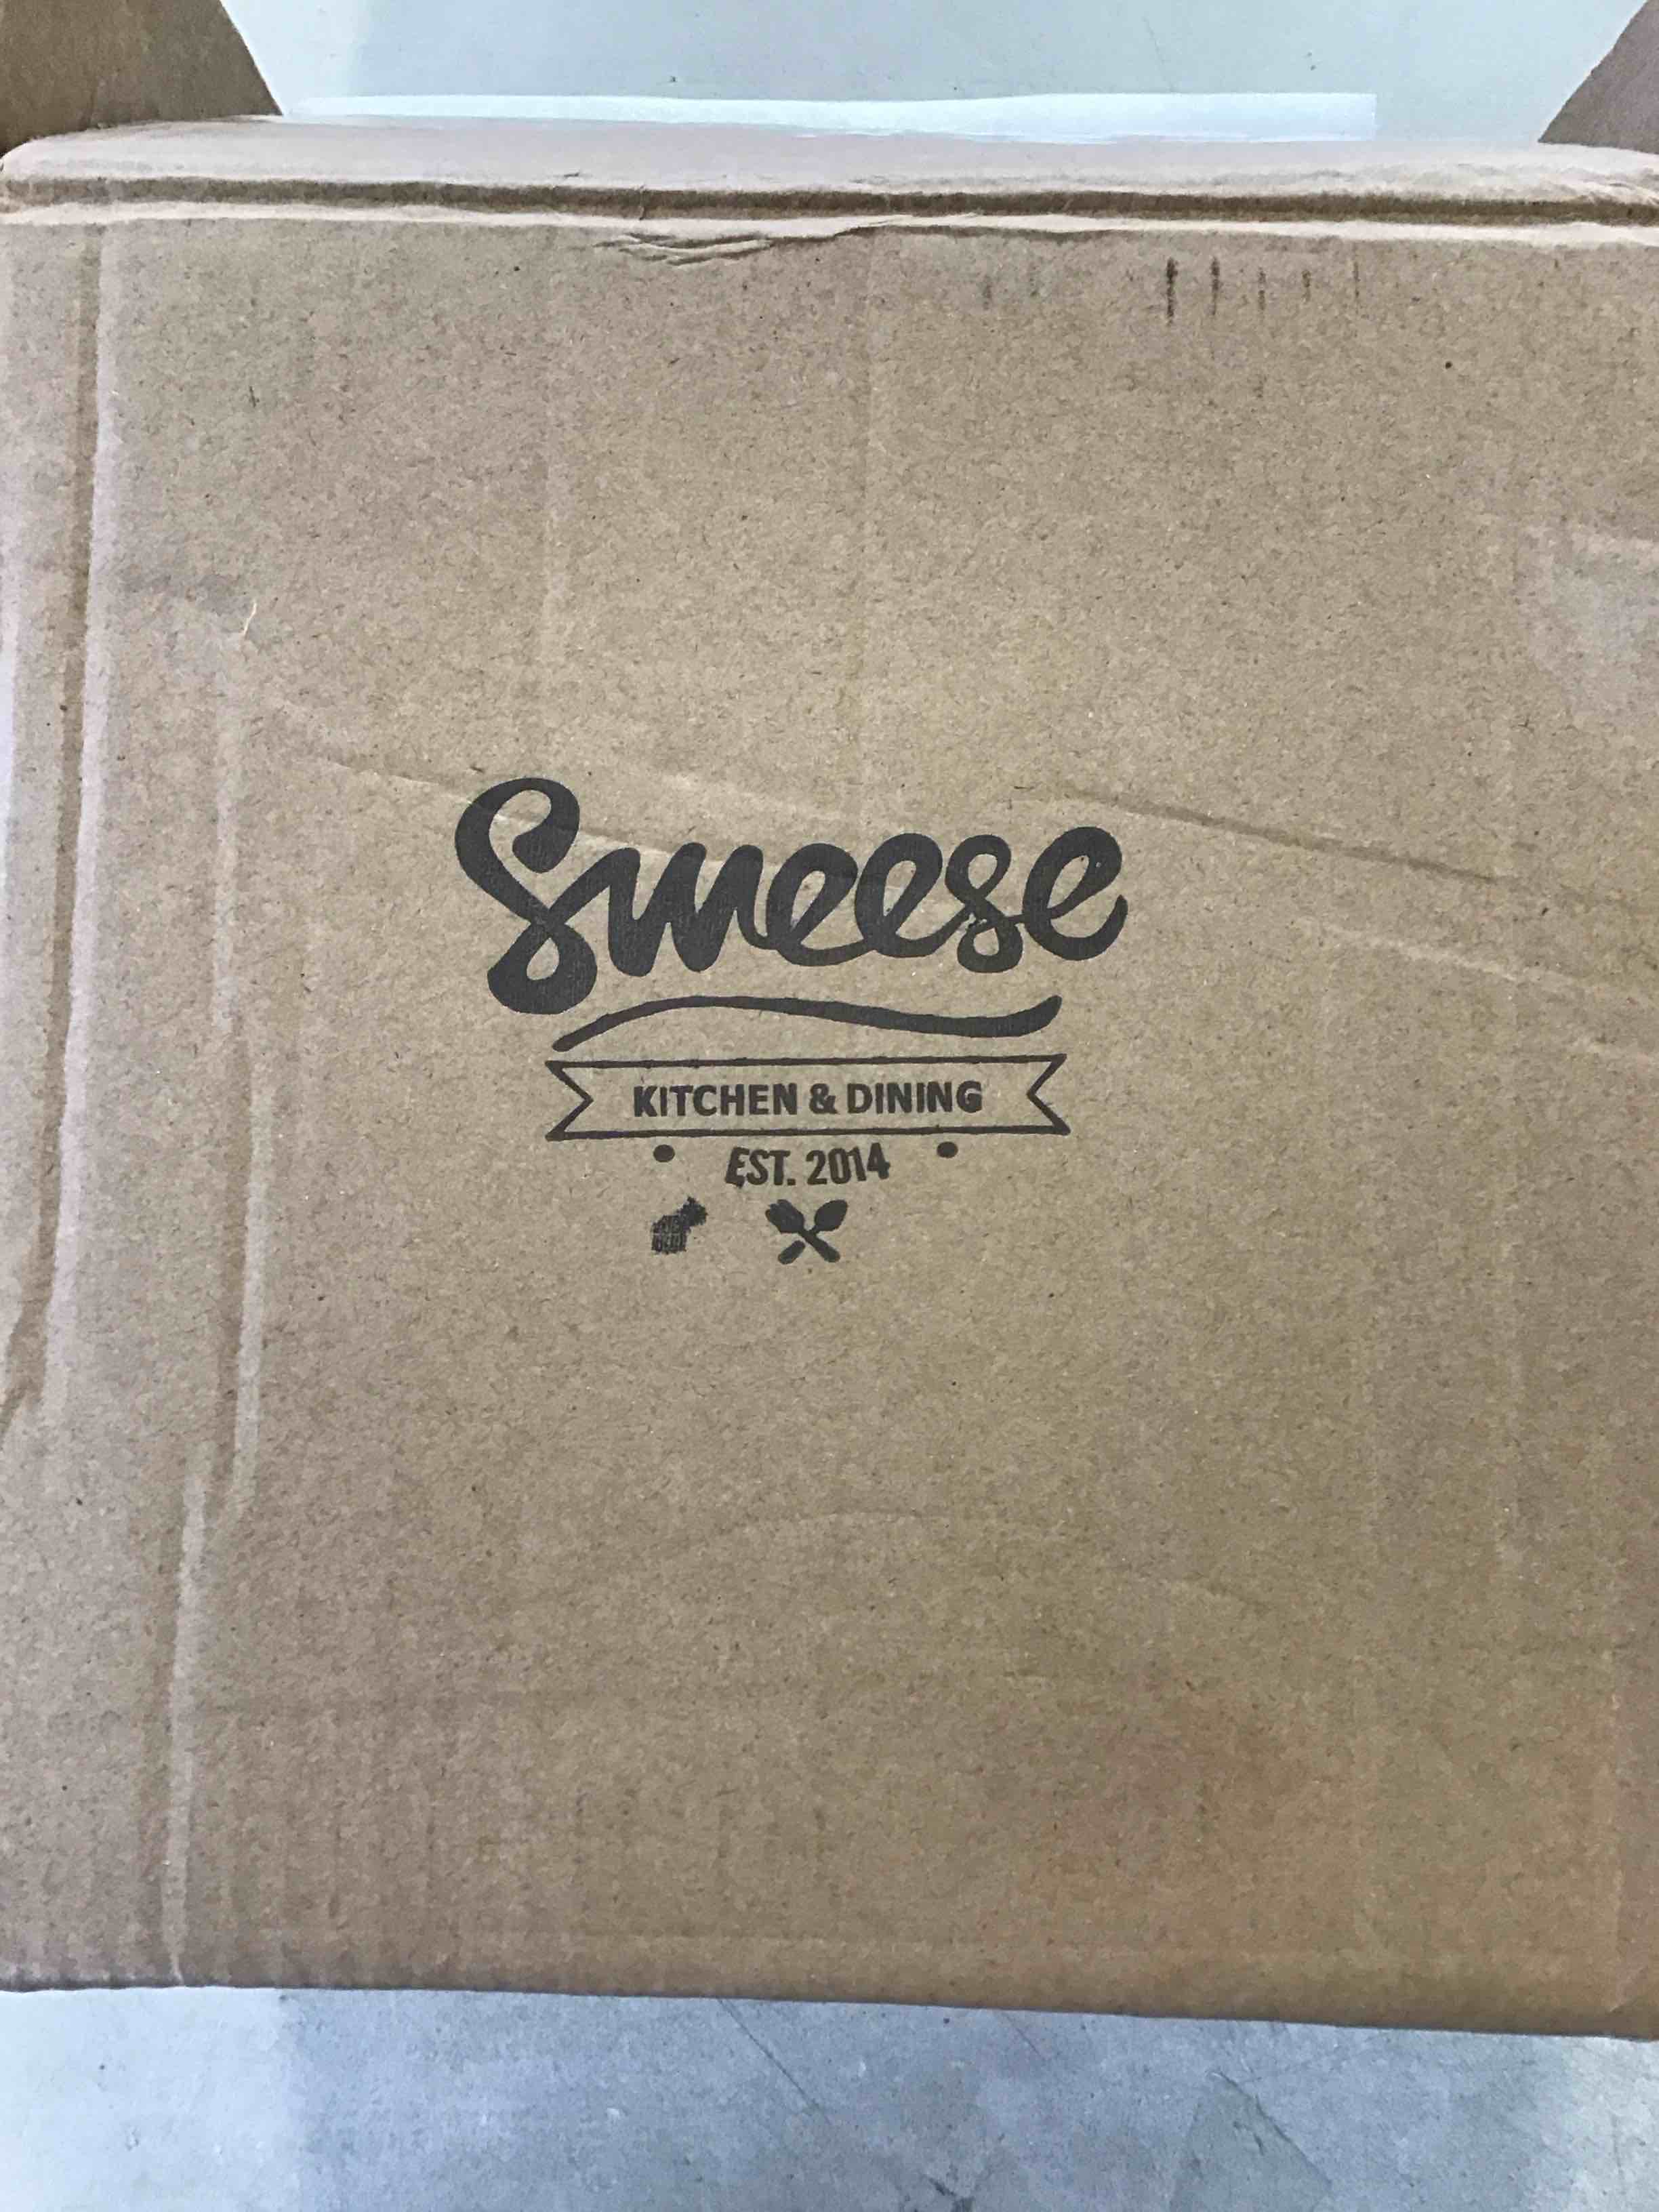 Sweese
KITCHEN & DINING
EST. 2014